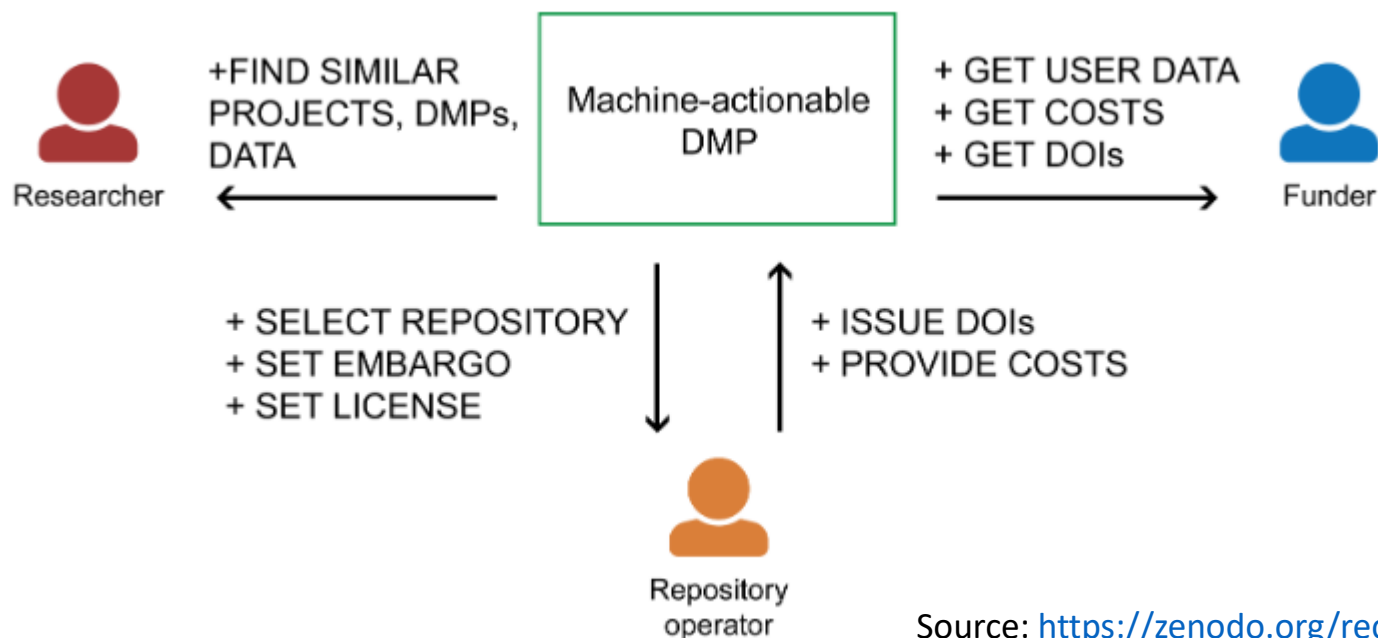 +FIND SIMILAR
PROJECTS, DMPs,
DATA
Researcher
Machine-actionable
DMP
+ GET USER DATA
+ GET COSTS
+ GET DOIs
Funder
+ SELECT REPOSITORY
+ SET EMBARGO
+ SET LICENSE
+ ISSUE DOIs
+ PROVIDE COSTS
Repository
operator
Source: https://zenodo.org/rec